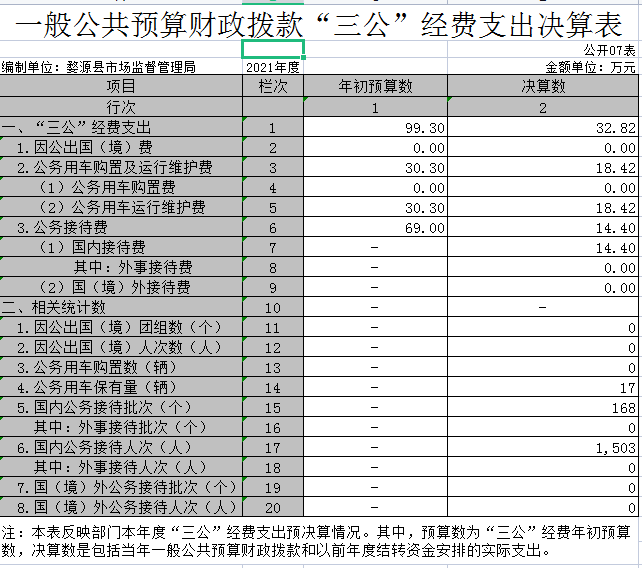 一般公共预算财政拨款“三公”经费支出决算表
公开07表
编制单位：婺源县市场监督管理局 2021年度 金额单位：万元
项目 栏次 年初预算数 决算数
行次 1 2
一、“三公”经费支出 1 99.30 32.82
1.因公出国（境）费 2 0.00 0.00
2.公务用车购置及运行维护费 3 30.30 18.42
（1）公务用车购置费 4 0.00 0.00
（2）公务用车运行维护费 5 30.30 18.42
3.公务接待费 6 69.00 14.40
（1）国内接待费 7 - 14.40
其中：外事接待费 8 - 0.00
（2）国（境）外接待费 9 - 0.00
二、相关统计数 10 - -
1.因公出国（境）团组数（个） 11 - 0
2.因公出国（境）人次数（人） 12 - 0
3.公务用车购置数（辆） 13 - 0
4.公务用车保有量（辆） 14 - 17
5.国内公务接待批次（个） 15 - 168
其中：外事接待批次（个） 16 - 0
6.国内公务接待人次（人） 17 - 1,503
其中：外事接待人次（人） 18 - 0
7.国（境）外公务接待批次（个） 19 - 0
8.国（境）外公务接待人次（人） 20 - 0
注：本表反映部门本年度“三公”经费支出预决算情况。其中，预算数为“三公”经费年初预算
数，决算数是包括当年一般公共预算财政拨款和以前年度结转资金安排的实际支出。